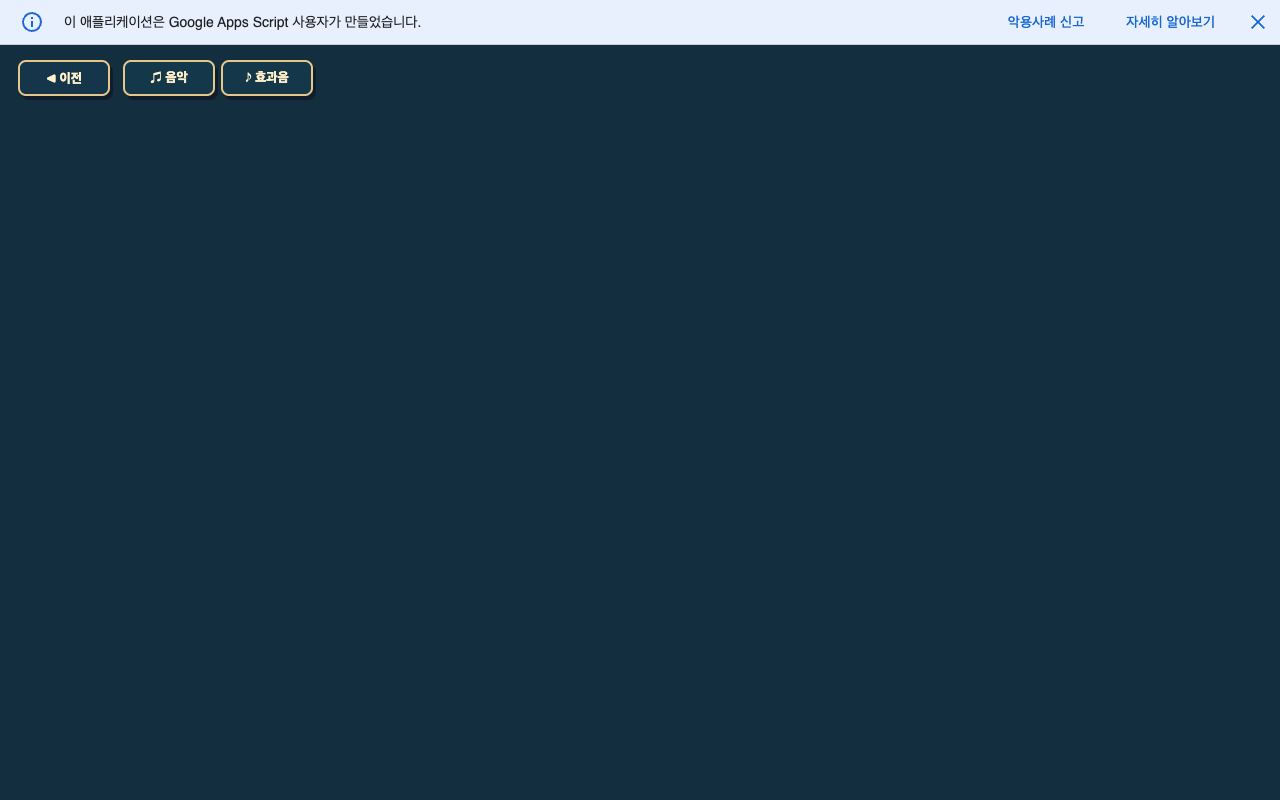 이 애플리케이션은 Google Apps Script 사용자가 만들었습니다.
악용사례 신고
자세히 알아보기
◀ 이전
♫ 음악
♪ 효과음